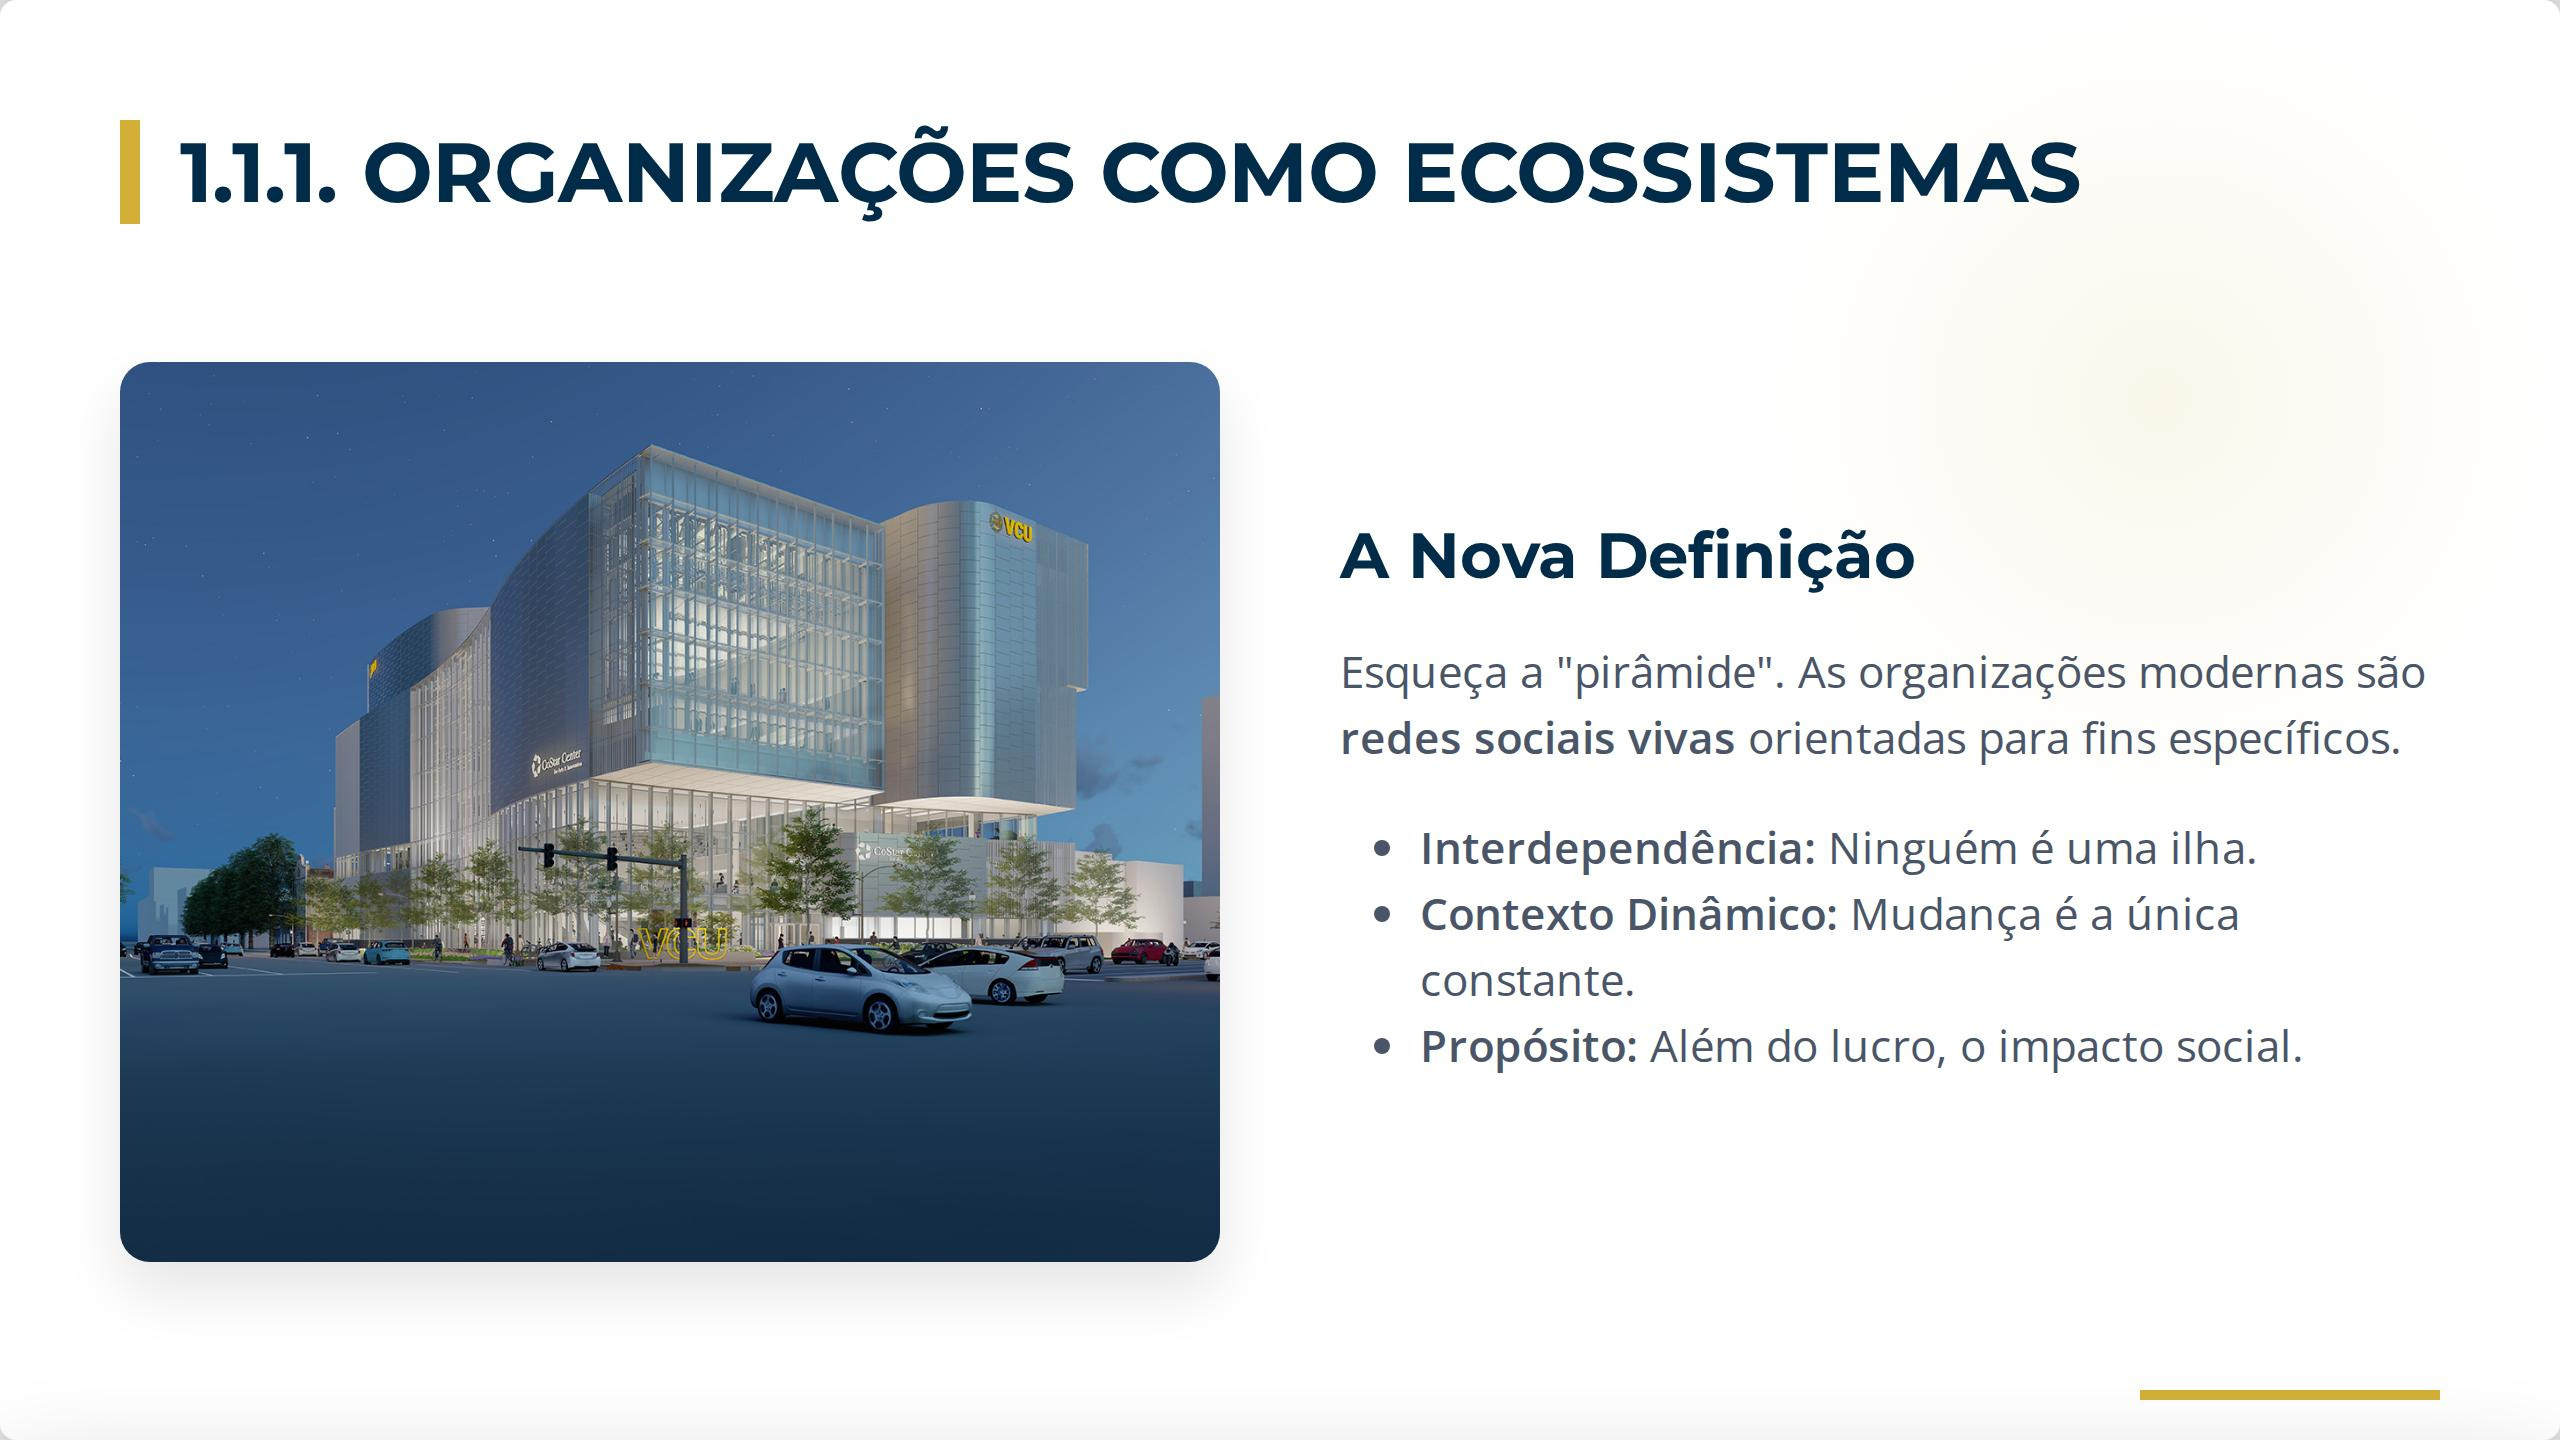 1.1.1. ORGANIZAÇÕES COMO ECOSSISTEMAS
VCU
CoStar Center
CoStar Ce
VCU
A Nova Definição
Esqueça a "pirâmide". As organizações modernas são
redes sociais vivas orientadas para fins específicos.
Interdependência: Ninguém é uma ilha.
Contexto Dinâmico: Mudança é a única
constante.
Propósito: Além do lucro, o impacto social.